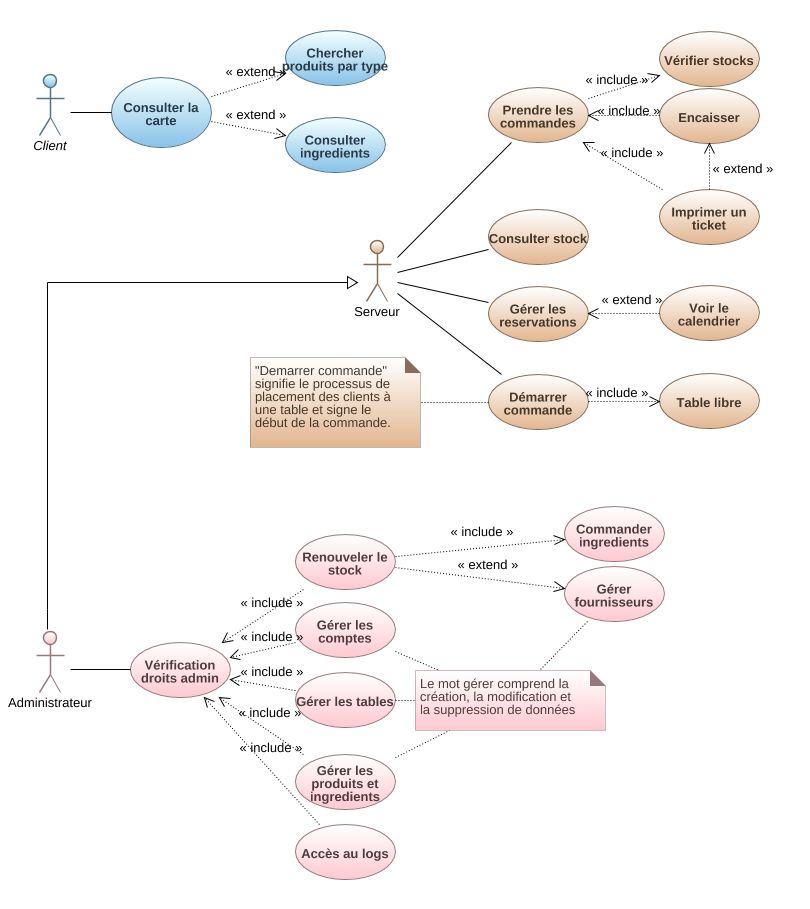 Chercher
produits par type
« extend »
Consulter la
carte
« extend »
Consulter
ingredients
Client
Vérifier stocks
« include »
Prendre les
commandes
« include »
Encaisser
« include »
« extend »
Imprimer un
ticket
Consulter stock
Serveur
Gérer les
reservations
« extend »
Voir le
calendrier
"Demarrer commande"
signifie le processus de
placement des clients à
une table et signe le
début de la commande.
Démarrer
commande
« include »
Table libre
Renouveler le
stock
« include »
Commander
ingredients
« extend »
Gérer
fournisseurs
« include »
Gérer les
comptes
« include »
Administrateur
Vérification
droits admin
« include »
Gérer les tables
Le mot gérer comprend la
création, la modification et
la suppression de données
« include »
« include »
Gérer les
produits et
ingredients
Accès au logs